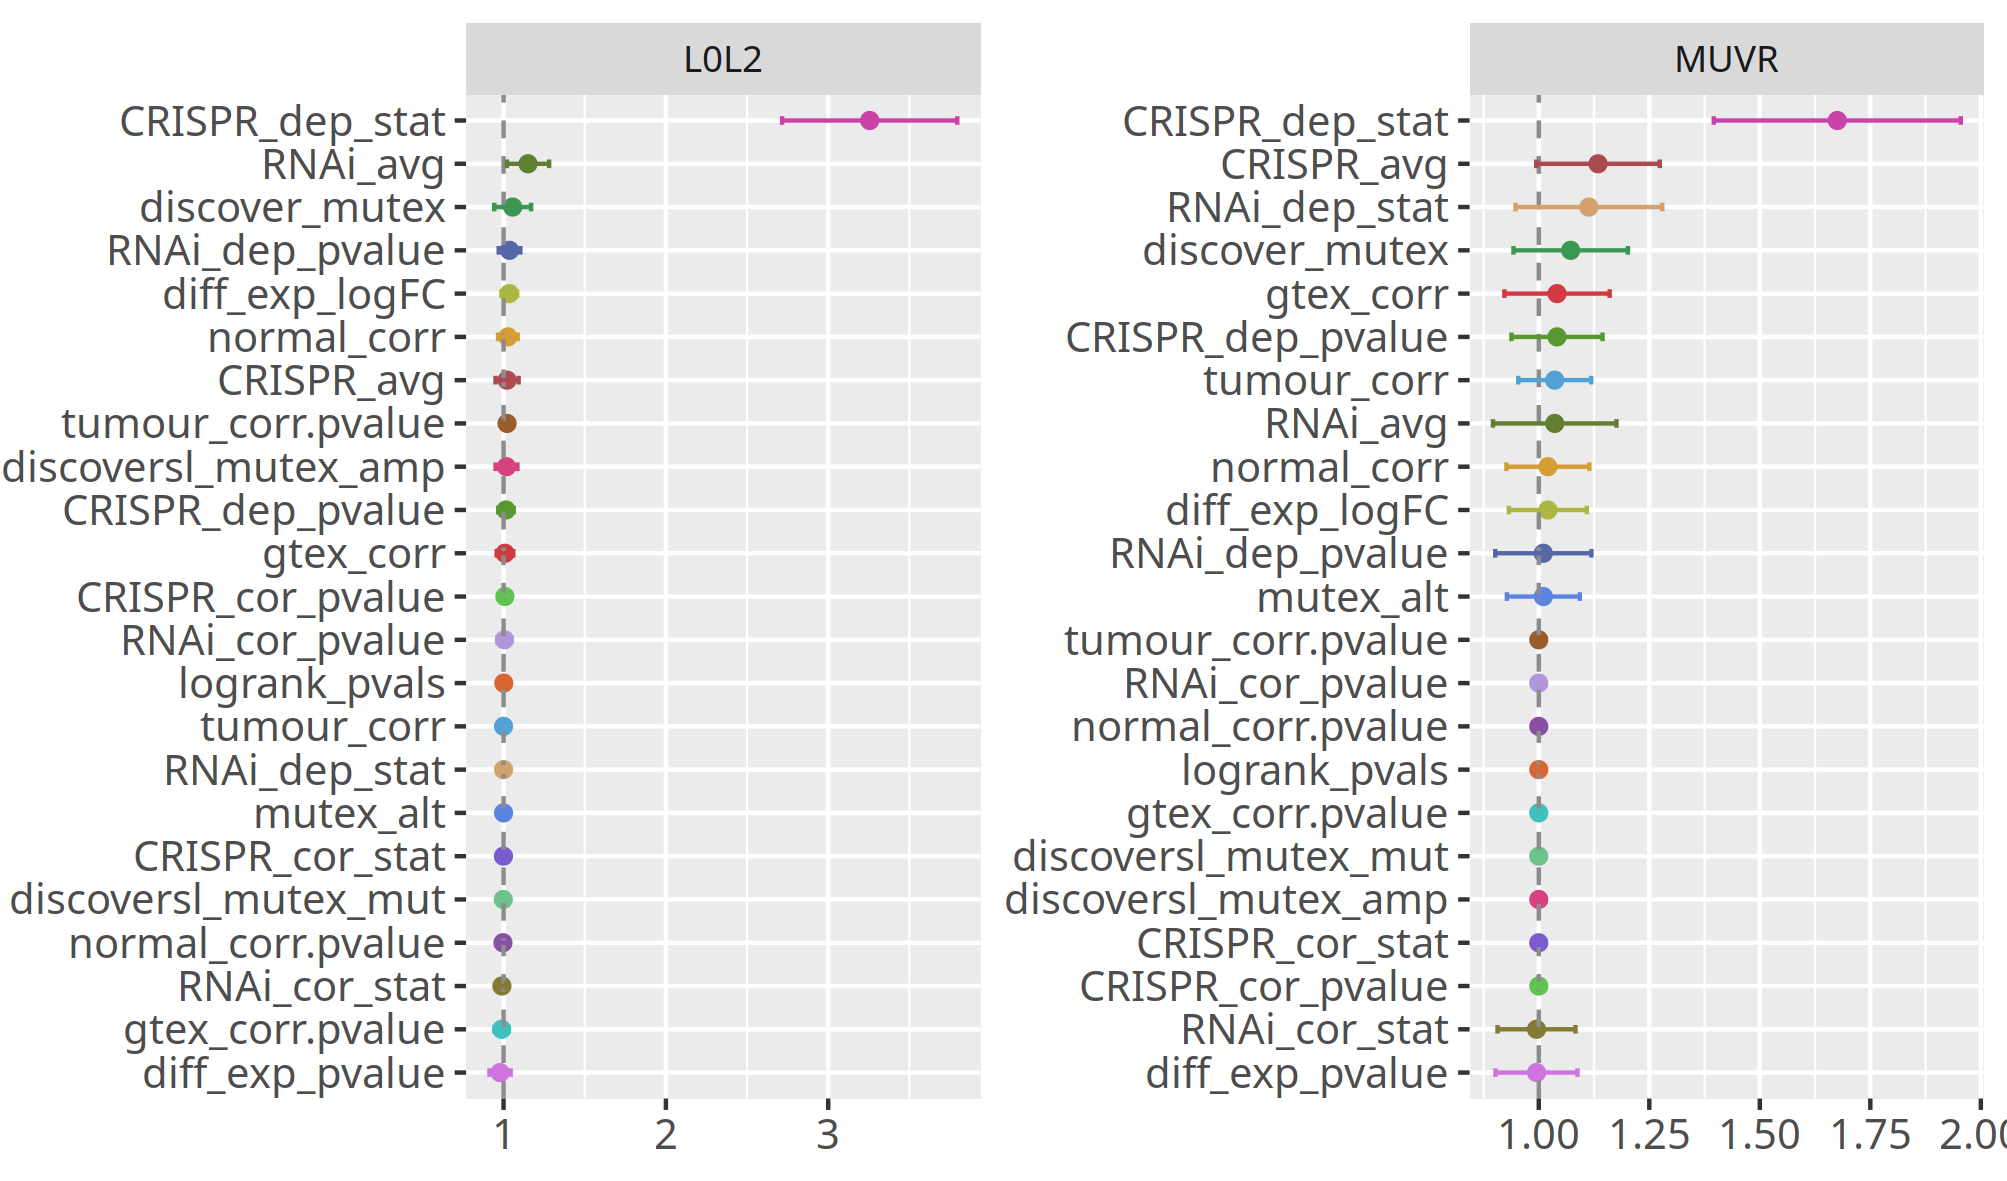 L0L2
CRISPR_dep_stat
RNAi_avg
discover_mutex
RNAi_dep_pvalue
diff_exp_logFC
normal_corr
CRISPR_avg
tumour_corr.pvalue
discoversl_mutex_amp
CRISPR_dep_pvalue
gtex_corr
CRISPR_cor_pvalue
RNAi_cor_pvalue
logrank_pvals
tumour_corr
RNAi_dep_stat
mutex_alt
CRISPR_cor_stat
discoversl_mutex_mut
normal_corr.pvalue
RNAi_cor_stat
gtex_corr.pvalue
diff_exp_pvalue
1 2 3
MUVR
CRISPR_dep_stat
CRISPR_avg
RNAi_dep_stat
discover_mutex
gtex_corr
CRISPR_dep_pvalue
tumour_corr
RNAi_avg
normal_corr
diff_exp_logFC
RNAi_dep_pvalue
mutex_alt
tumour_corr.pvalue
RNAi_cor_pvalue
normal_corr.pvalue
logrank_pvals
gtex_corr.pvalue
discoversl_mutex_mut
discoversl_mutex_amp
CRISPR_cor_stat
CRISPR_cor_pvalue
RNAi_cor_stat
diff_exp_pvalue
1.00 1.25 1.50 1.75 2.00